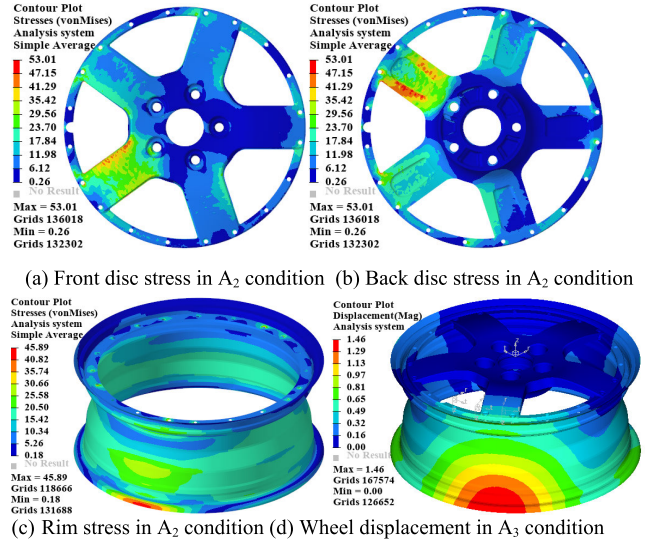 Contour Plot
Stresses (vonMises)
Analysis system
Simple Average
53.01
47.15
41.29
35.42
29.56
23.70
17.84
11.98
6.12
0.26
No Result
Max = 53.01
Grids 136018
Min = 0.26
Grids 132302
Contour Plot
Stresses (vonMises)
Analysis system
Simple Average
53.01
47.15
41.29
35.42
29.56
23.70
17.84
11.98
6.12
0.26
No Result
Max = 53.01
Grids 136018
Min = 0.26
Grids 132302
(a) Front disc stress in A₂ condition (b) Back disc stress in A₂ condition
Contour Plot
Stresses (vonMises)
Analysis system
Simple Average
45.89
40.82
35.74
30.66
25.58
20.50
15.42
10.34
5.26
0.18
No Result
Max = 45.89
Grids 118666
Min = 0.18
Grids 131688
Contour Plot
Displacement(Mag)
Analysis system
1.46
1.29
1.13
0.97
0.81
0.65
0.49
0.32
0.16
0.00
No Result
Max = 1.46
Grids 167574
Min = 0.00
Grids 126652
(c) Rim stress in A₂ condition (d) Wheel displacement in A₃ condition